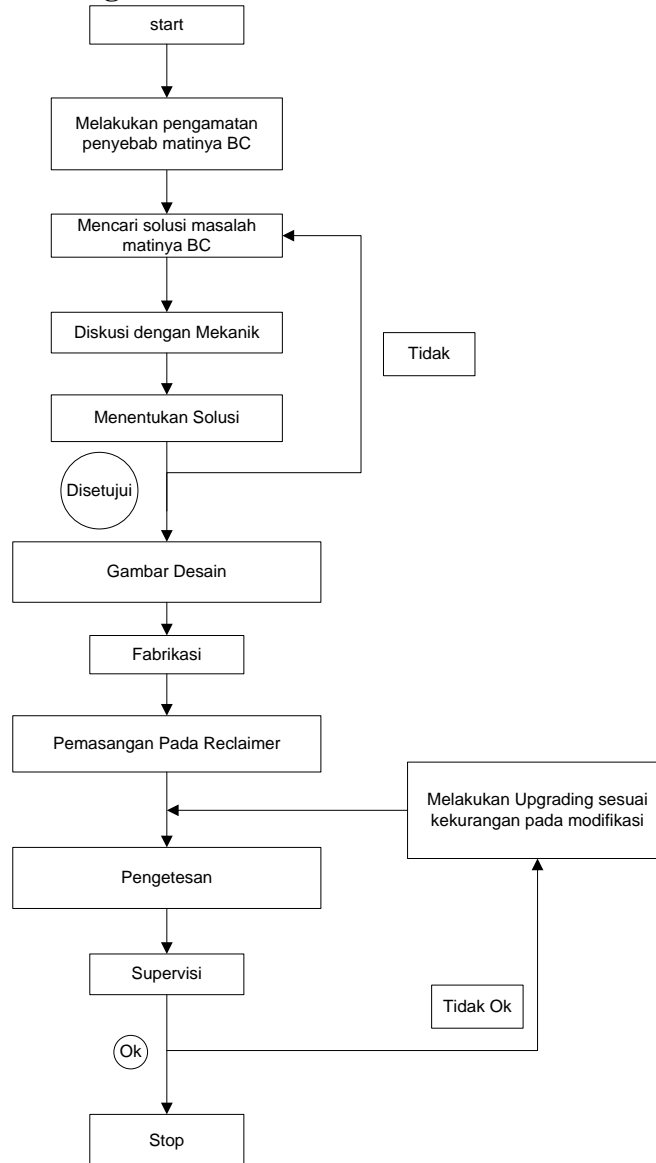 start
Melakukan pengamatan
penyebab matinya BC
Mencari solusi masalah
matinya BC
Diskusi dengan Mekanik
Tidak
Menentukan Solusi
Disetujui
Gambar Desain
Fabrikasi
Pemasangan Pada Reclaimer
Melakukan Upgrading sesuai
kekurangan pada modifikasi
Pengetesan
Supervisi
Tidak Ok
Ok
Stop